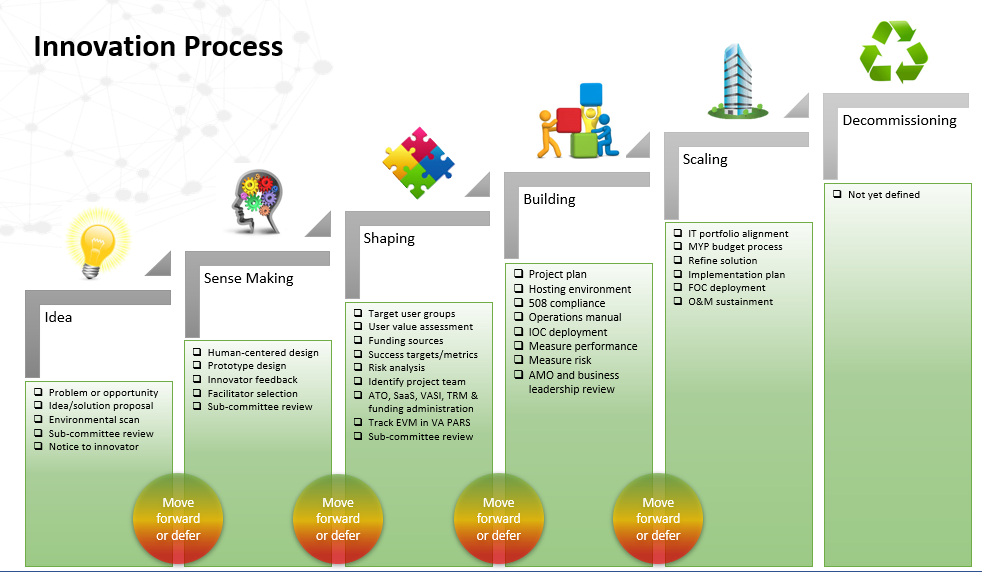 Innovation Process
Idea
Problem or opportunity
Idea/solution proposal
Environmental scan
Sub-committee review
Notice to innovator
Sense Making
Human-centered design
Prototype design
Innovator feedback
Facilitator selection
Sub-committee review
Shaping
Target user groups
User value assessment
Funding sources
Success targets/metrics
Risk analysis
Identify project team
ATO, SaaS, VASI, TRM &
funding administration
Track EVM in VA PARS
Sub-committee review
Building
Project plan
Hosting environment
508 compliance
Operations manual
IOC deployment
Measure performance
Measure risk
AMO and business
leadership review
Scaling
IT portfolio alignment
MYP budget process
Refine solution
Implementation plan
FOC deployment
O&M sustainment
Decommissioning
Not yet defined
Move
forward
or defer
Move
forward
or defer
Move
forward
or defer
Move
forward
or defer